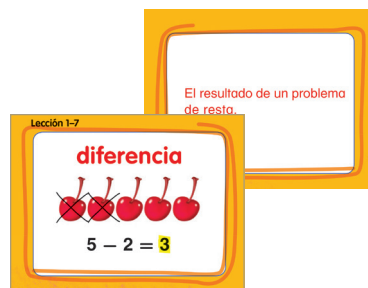 El resultado de un problema
de resta.
Lección 1–7
diferencia
5 – 2 = 3